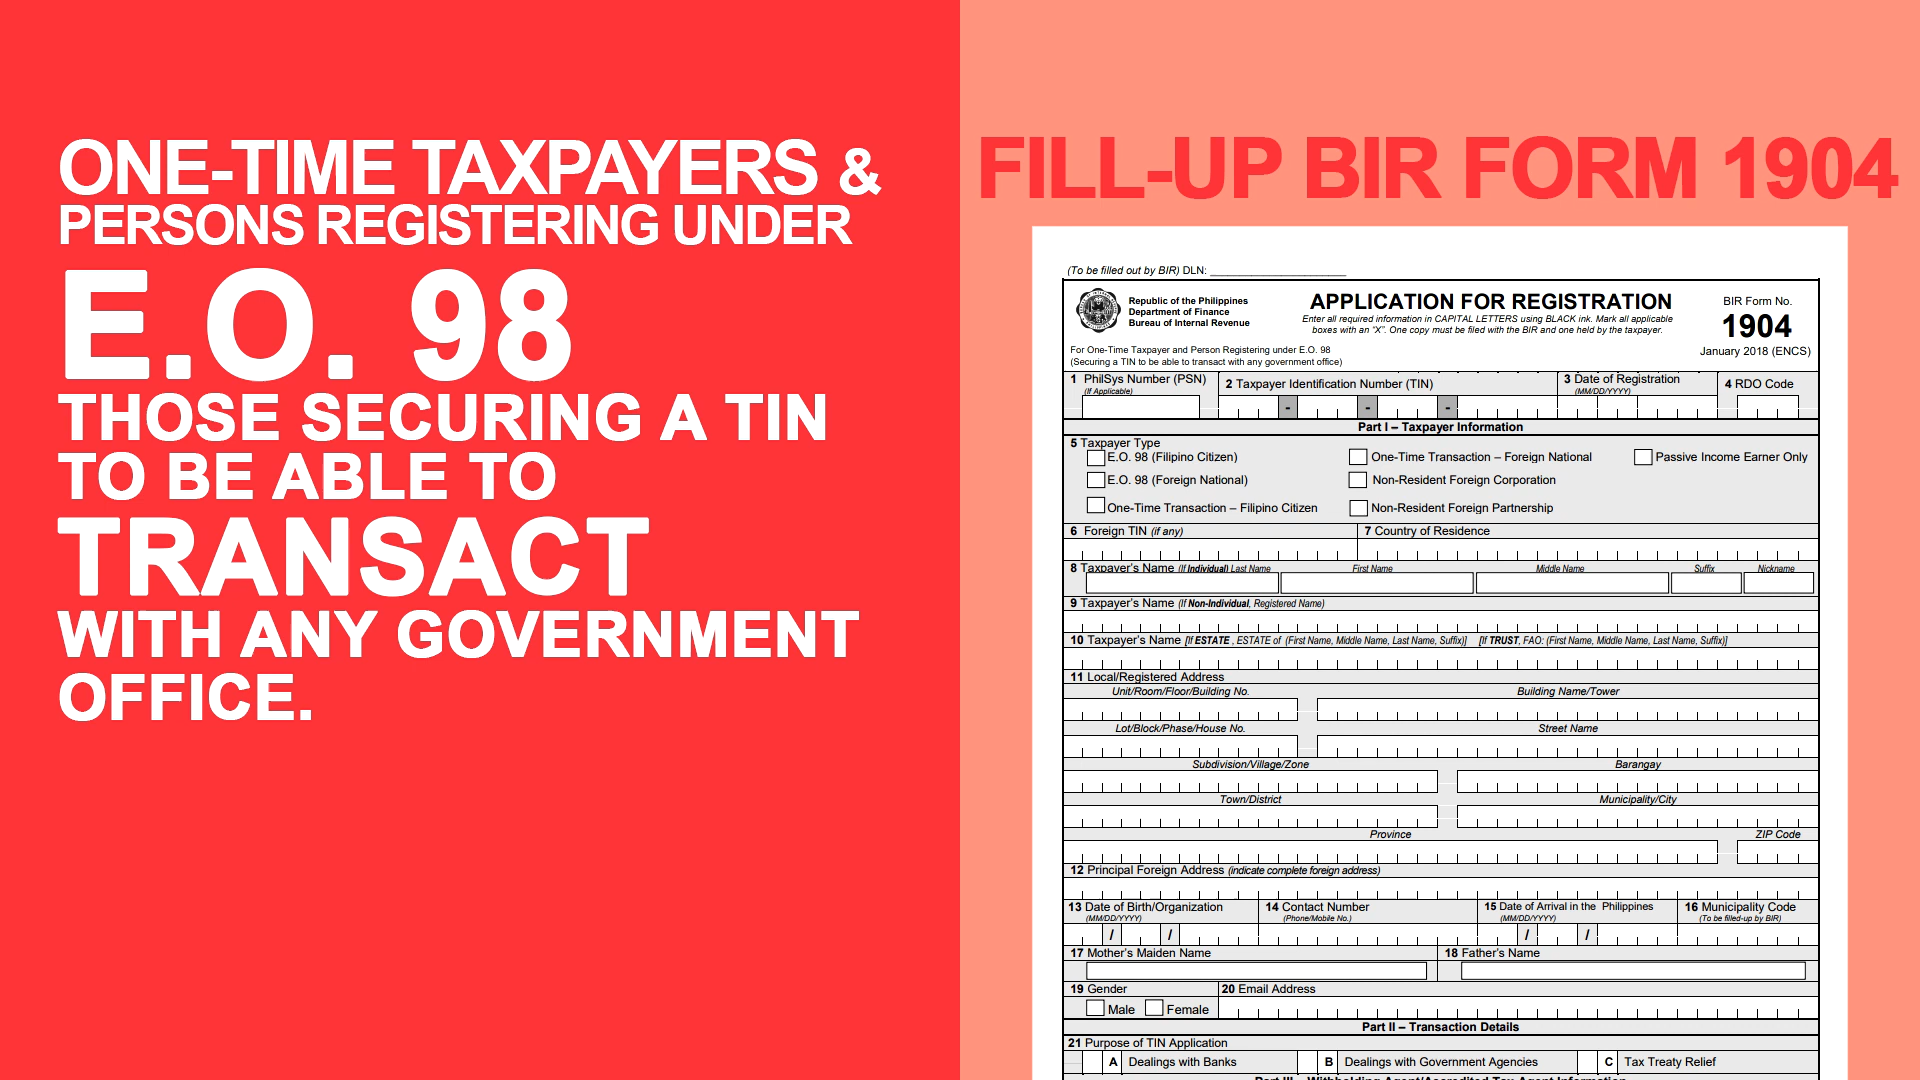 ONE-TIME TAXPAYERS &
PERSONS REGISTERING UNDER
E.O. 98
THOSE SECURING A TIN
TO BE ABLE TO
TRANSACT
WITH ANY GOVERNMENT
OFFICE.
FILL-UP BIR FORM 1904
(To be filled out by BIR) DLN: ______________________
Republic of the Philippines
Department of Finance
Bureau of Internal Revenue
APPLICATION FOR REGISTRATION
Enter all required information in CAPITAL LETTERS using BLACK ink. Mark all applicable
boxes with an "X". One copy must be filed with the BIR and one held by the taxpayer.
BIR Form No.
1904
January 2018 (ENCS)
For One-Time Taxpayer and Person Registering under E.O. 98
(Securing a TIN to be able to transact with any government office)
1 PhilSys Number (PSN)
(If Applicable)
2 Taxpayer Identification Number (TIN)
- - -
3 Date of Registration
(MM/DD/YYYY)
4 RDO Code
Part I – Taxpayer Information
5 Taxpayer Type
E.O. 98 (Filipino Citizen) One-Time Transaction – Foreign National Passive Income Earner Only
E.O. 98 (Foreign National) Non-Resident Foreign Corporation
One-Time Transaction – Filipino Citizen Non-Resident Foreign Partnership
6 Foreign TIN (if any) 7 Country of Residence
8 Taxpayer's Name (If Individual) Last Name First Name Middle Name Suffix Nickname
9 Taxpayer's Name (If Non-Individual, Registered Name)
10 Taxpayer's Name [If ESTATE , ESTATE of (First Name, Middle Name, Last Name, Suffix)] [If TRUST, FAO: (First Name, Middle Name, Last Name, Suffix)]
11 Local/Registered Address
Unit/Room/Floor/Building No. Building Name/Tower
Lot/Block/Phase/House No. Street Name
Subdivision/Village/Zone Barangay
Town/District Municipality/City
Province ZIP Code
12 Principal Foreign Address (indicate complete foreign address)
13 Date of Birth/Organization
(MM/DD/YYYY)
/ /
14 Contact Number
(Phone/Mobile No.)
15 Date of Arrival in the Philippines
(MM/DD/YYYY)
/ /
16 Municipality Code
(To be filled-up by BIR)
17 Mother's Maiden Name 18 Father's Name
19 Gender 20 Email Address
Male Female
Part II – Transaction Details
21 Purpose of TIN Application
A Dealings with Banks B Dealings with Government Agencies C Tax Treaty Relief
Part III – Withholding Agent/Accredited Tax Agent Information